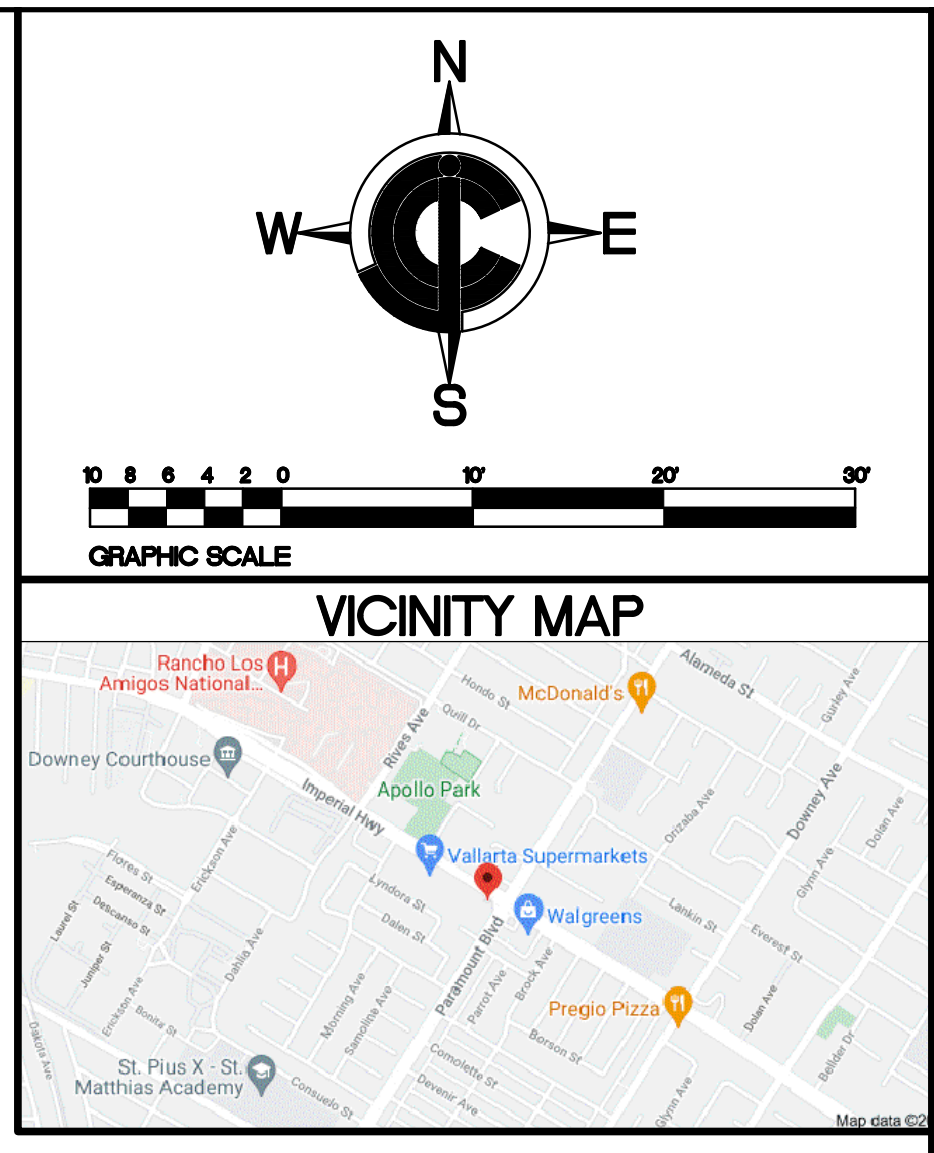 N
W E
S
10 8 6 4 2 0 10' 20' 30'
GRAPHIC SCALE
VICINITY MAP
Rancho Los
Amigos National...
H
Alameda St
Hondo St
McDonald's
Gurley Ave
Quill Dr
Rives Ave
Downey Courthouse
Apollo Park
Imperial Hwy
Downey Ave
Orizaba Ave
Dolan Ave
Erickson Ave
Vallarta Supermarkets
Flores St
Esperanza St
Descanso St
Laurel St
Lyndora St
Dalen St
Glynn Ave
Walgreens
Lankin St
Everest St
Juniper St
Dahlia Ave
Paramount Blvd
Parrot Ave
Brock Ave
Morning Ave
Samoline Ave
Erickson Ave
Bonita St
Pregio Pizza
Dolan Ave
Dakota Ave
Borson St
Bellder Dr
Comolette St
St. Pius X - St.
Matthias Academy
Consuelo St
Devenir Ave
Glynn Ave
Map data ©2